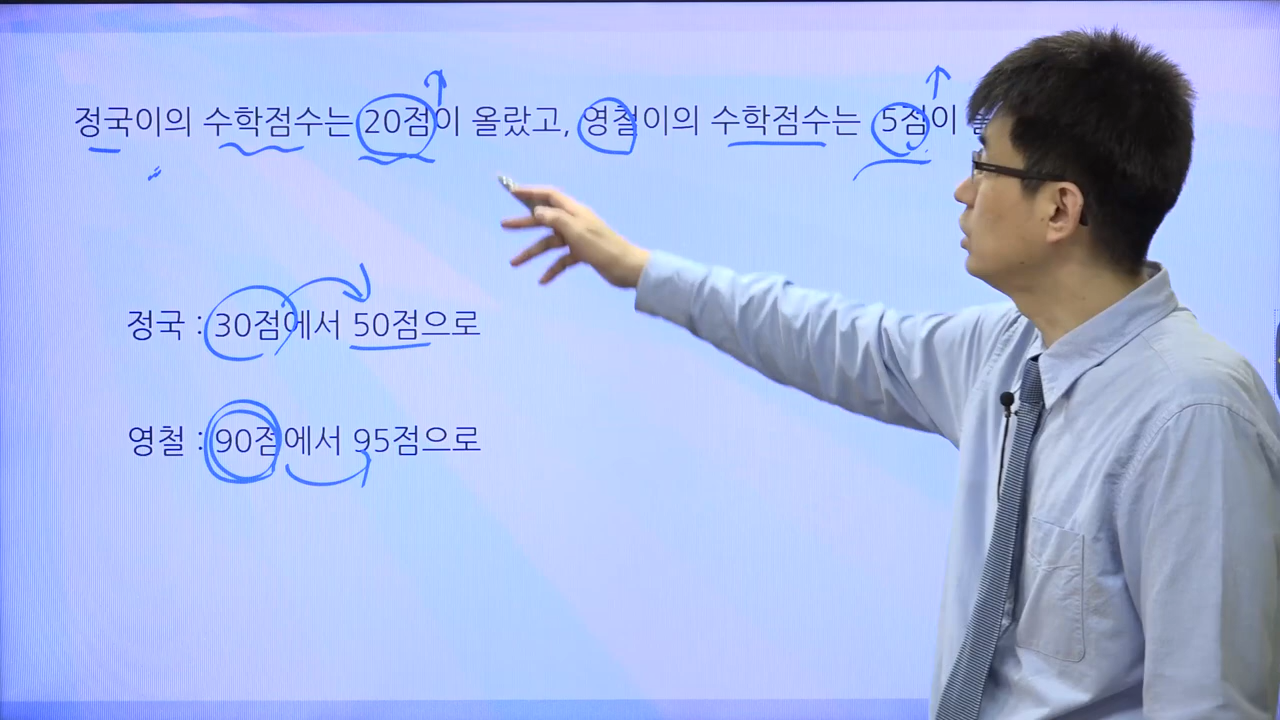 정국이의 수학점수는 20점이 올랐고, 영철이의 수학점수는 5점이
정국 : 30점에서 50점으로
영철 : 90점에서 95점으로